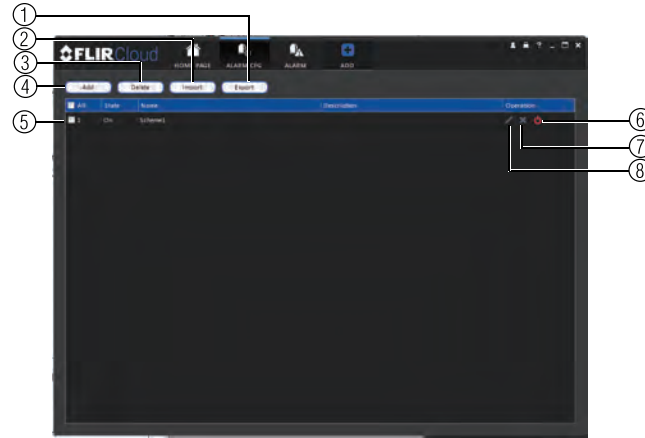 1
2
3
4
5
6
7
8
FLIRCloud
HOME PAGE ALARM CFG ALARM ADD
?
Add Delete Import Export
All State Name Description Operation
1 On Scheme1